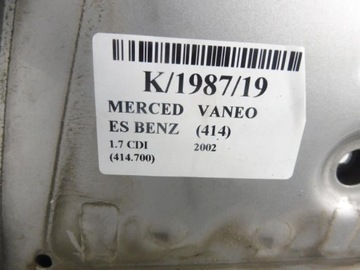 K/1987/19
MERCED VANEO
ES BENZ (414)
1.7 CDI 2002
(414.700)